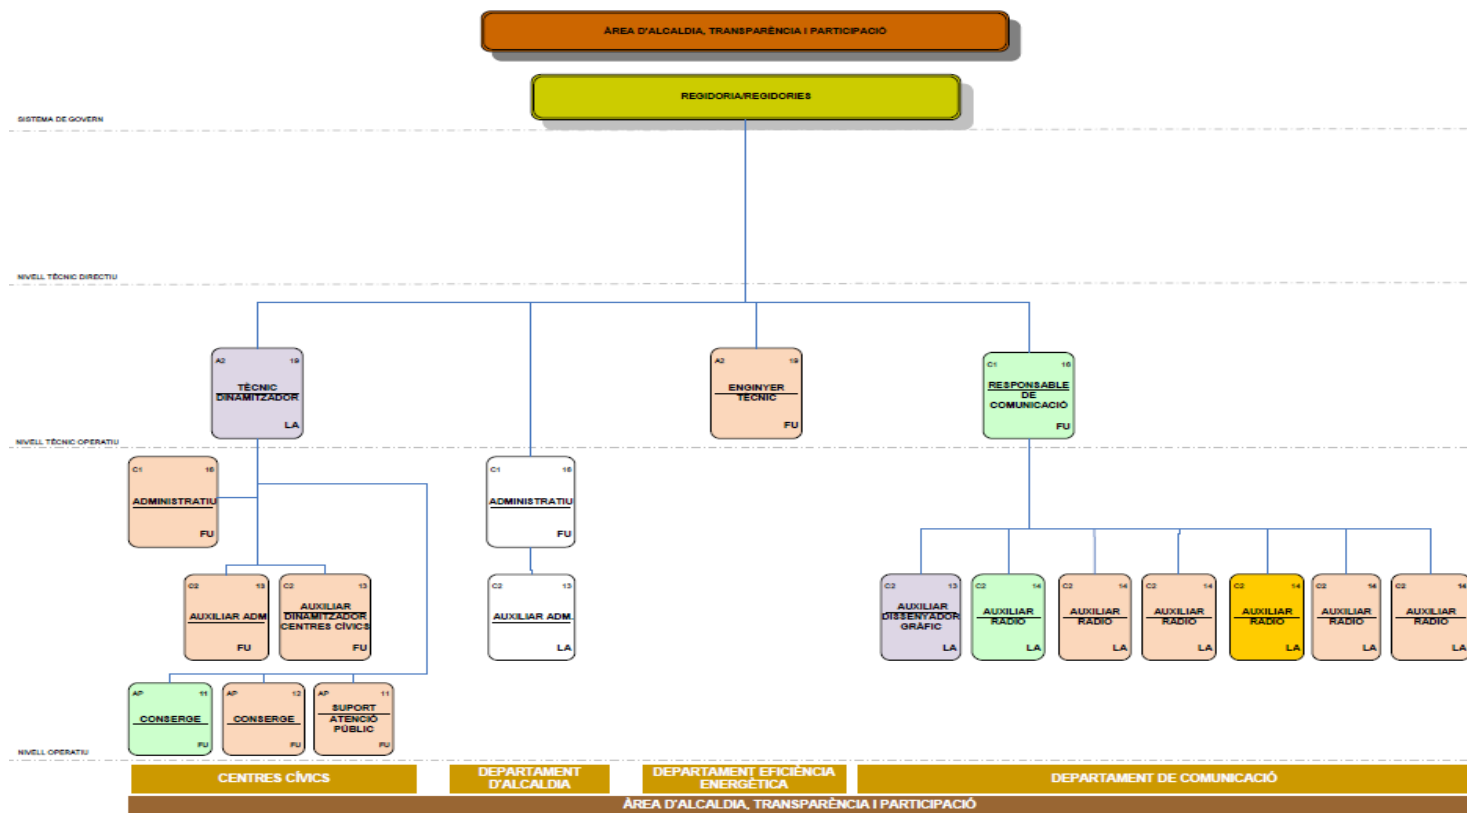 ÀREA D'ALCALDIA, TRANSPARÈNCIA I PARTICIPACIÓ
REGIDORIA/REGIDORIES
SISTEMA DE GOVERN
NIVELL TÈCNIC DIRECTIU
A2 19
TÈCNIC
DINAMITZADOR
LA
A2 19
ENGINYER
TÈCNIC
FU
C1 16
RESPONSABLE
DE
COMUNICACIÓ
FU
NIVELL TÈCNIC OPERATIU
C1 16
ADMINISTRATIU
FU
C1 16
ADMINISTRATIU
FU
C2 13
AUXILIAR ADM
FU
C2 13
AUXILIAR
DINAMITZADOR
CENTRES CÍVICS
FU
C2 13
AUXILIAR ADM.
LA
C2 13
AUXILIAR
DISSENYADOR
GRÀFIC
LA
C2 14
AUXILIAR
RADIO
LA
C2 14
AUXILIAR
RADIO
LA
C2 14
AUXILIAR
RADIO
LA
C2 14
AUXILIAR
RADIO
LA
C2 14
AUXILIAR
RADIO
LA
C2 14
AUXILIAR
RADIO
LA
AP 11
CONSERGE
FU
AP 12
CONSERGE
FU
AP 11
SUPORT
ATENCIÓ
PÚBLIC
FU
NIVELL OPERATIU
CENTRES CÍVICS
DEPARTAMENT
D'ALCALDIA
DEPARTAMENT EFICIÈNCIA
ENERGÈTICA
DEPARTAMENT DE COMUNICACIÓ
ÀREA D'ALCALDIA, TRANSPARÈNCIA I PARTICIPACIÓ